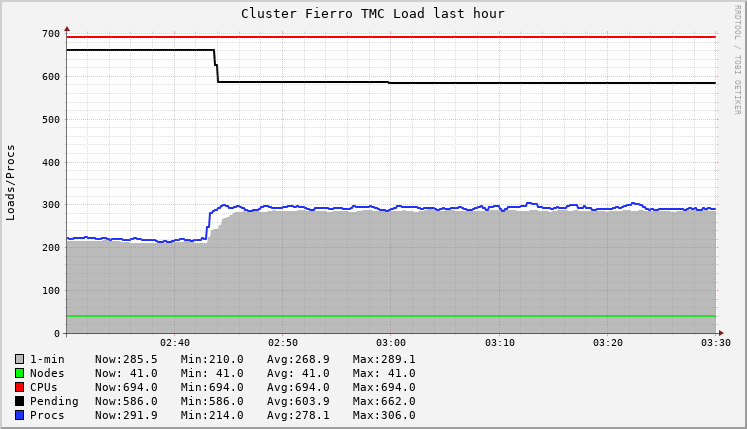 Cluster Fierro TMC Load last hour
RRDTOOL / TOBI OETIKER
Loads/Procs
700
600
500
400
300
200
100
0
02:40 02:50 03:00 03:10 03:20 03:30
1-min Now:285.5 Min:210.0 Avg:268.9 Max:289.1
Nodes Now: 41.0 Min: 41.0 Avg: 41.0 Max: 41.0
CPUs Now:694.0 Min:694.0 Avg:694.0 Max:694.0
Pending Now:586.0 Min:586.0 Avg:603.9 Max:662.0
Procs Now:291.9 Min:214.0 Avg:278.1 Max:306.0